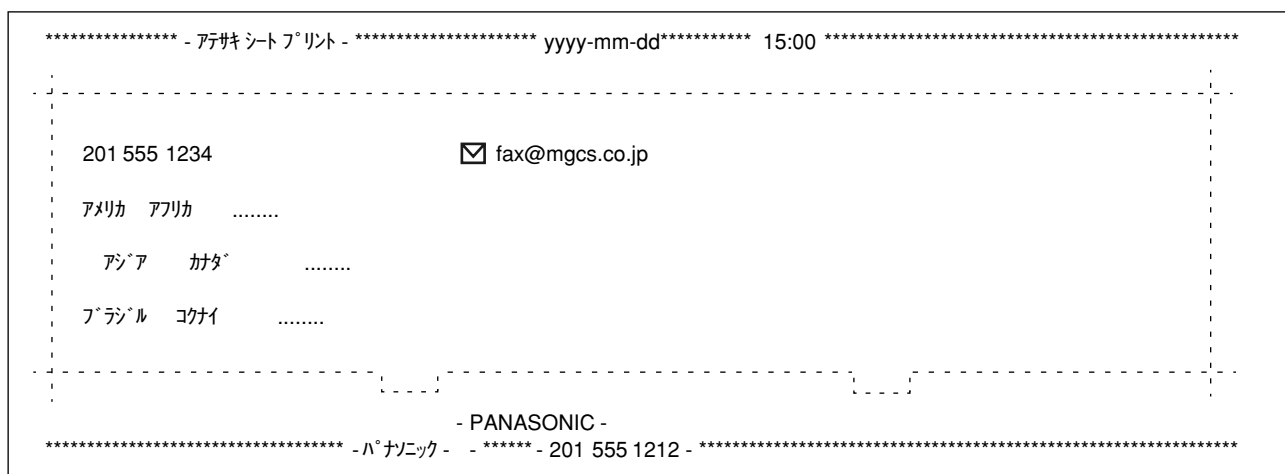 **************** - ｱﾃｻｷ ｼｰﾄ ﾌﾟﾘﾝﾄ - ********************** yyyy-mm-dd*********** 15:00 **************************************************
201 555 1234 fax@mgcs.co.jp
ｱﾒﾘｶ ｱﾌﾘｶ ........
ｱｼﾞｱ ｶﾅﾀﾞ ........
ﾌﾞﾗｼﾞﾙ ｺｸﾅｲ ........
- PANASONIC -
************************************ - ﾊﾟﾅｿﾆｯｸ - - ****** - 201 555 1212 - *****************************************************************